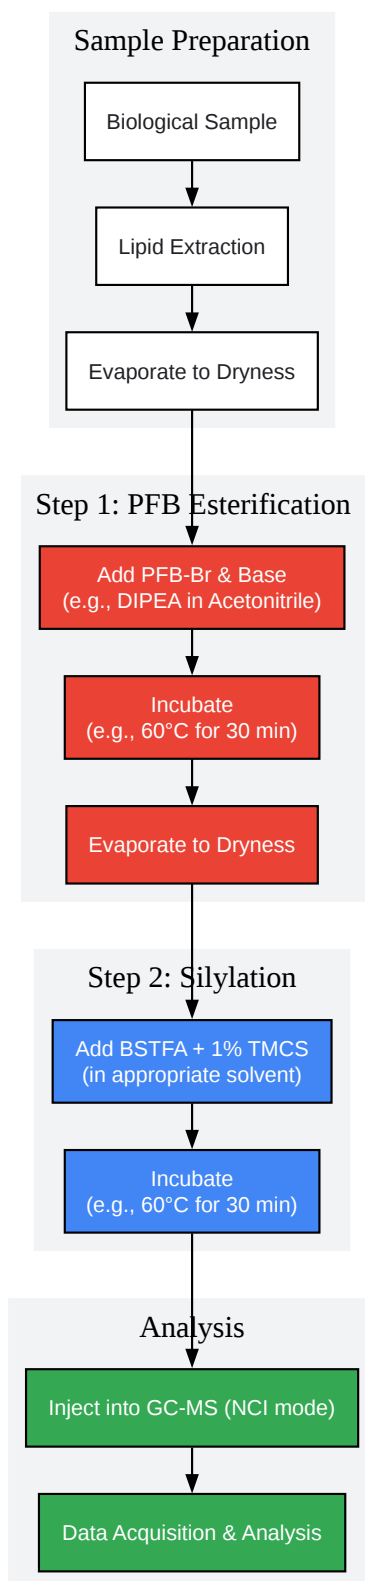 Sample Preparation
Biological Sample
Lipid Extraction
Evaporate to Dryness
Step 1: PFB Esterification
Add PFB-Br & Base
(e.g., DIPEA in Acetonitrile)
Incubate
(e.g., 60°C for 30 min)
Evaporate to Dryness
Step 2: Silylation
Add BSTFA + 1% TMCS
(in appropriate solvent)
Incubate
(e.g., 60°C for 30 min)
Analysis
Inject into GC-MS (NCI mode)
Data Acquisition & Analysis